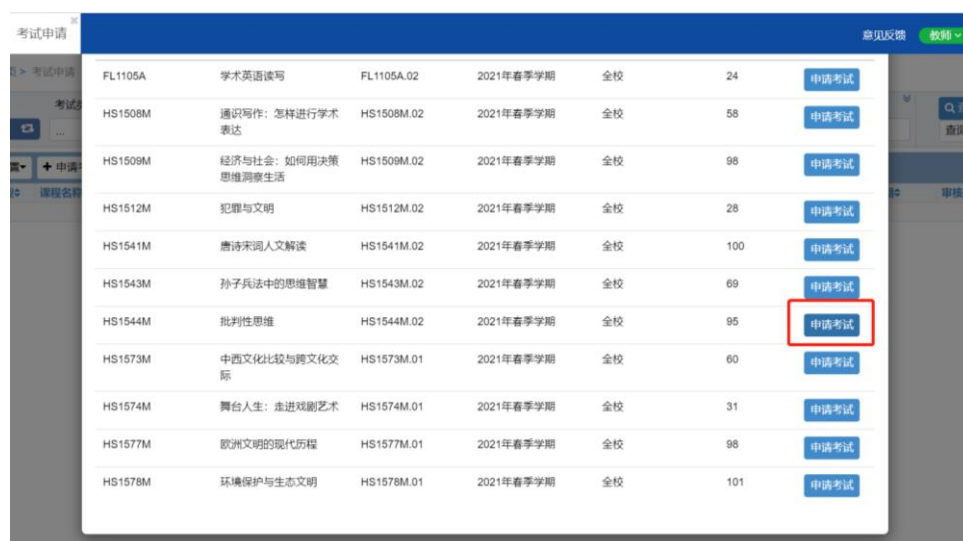 考试申请 ×
意见反馈 教师
> 考试申请
FL1105A 学术英语读写 FL1105A.02 2021年春季学期 全校 24 申请考试
考试
...
HS1508M 通识写作：怎样进行学术 HS1508M.02 2021年春季学期 全校 58 申请考试
表达
HS1509M 经济与社会：如何用决策 HS1509M.02 2021年春季学期 全校 98 申请考试
思维洞察生活
+ 申请
课程名称
审核
HS1512M 犯罪与文明 HS1512M.02 2021年春季学期 全校 28 申请考试
HS1541M 唐诗宋词人文解读 HS1541M.02 2021年春季学期 全校 100 申请考试
HS1543M 孙子兵法中的思维智慧 HS1543M.02 2021年春季学期 全校 69 申请考试
HS1544M 批判性思维 HS1544M.02 2021年春季学期 全校 95 申请考试
HS1573M 中西文化比较与跨文化交 HS1573M.01 2021年春季学期 全校 60 申请考试
际
HS1574M 舞台人生：走进戏剧艺术 HS1574M.01 2021年春季学期 全校 31 申请考试
HS1577M 欧洲文明的现代历程 HS1577M.01 2021年春季学期 全校 98 申请考试
HS1578M 环境保护与生态文明 HS1578M.01 2021年春季学期 全校 101 申请考试